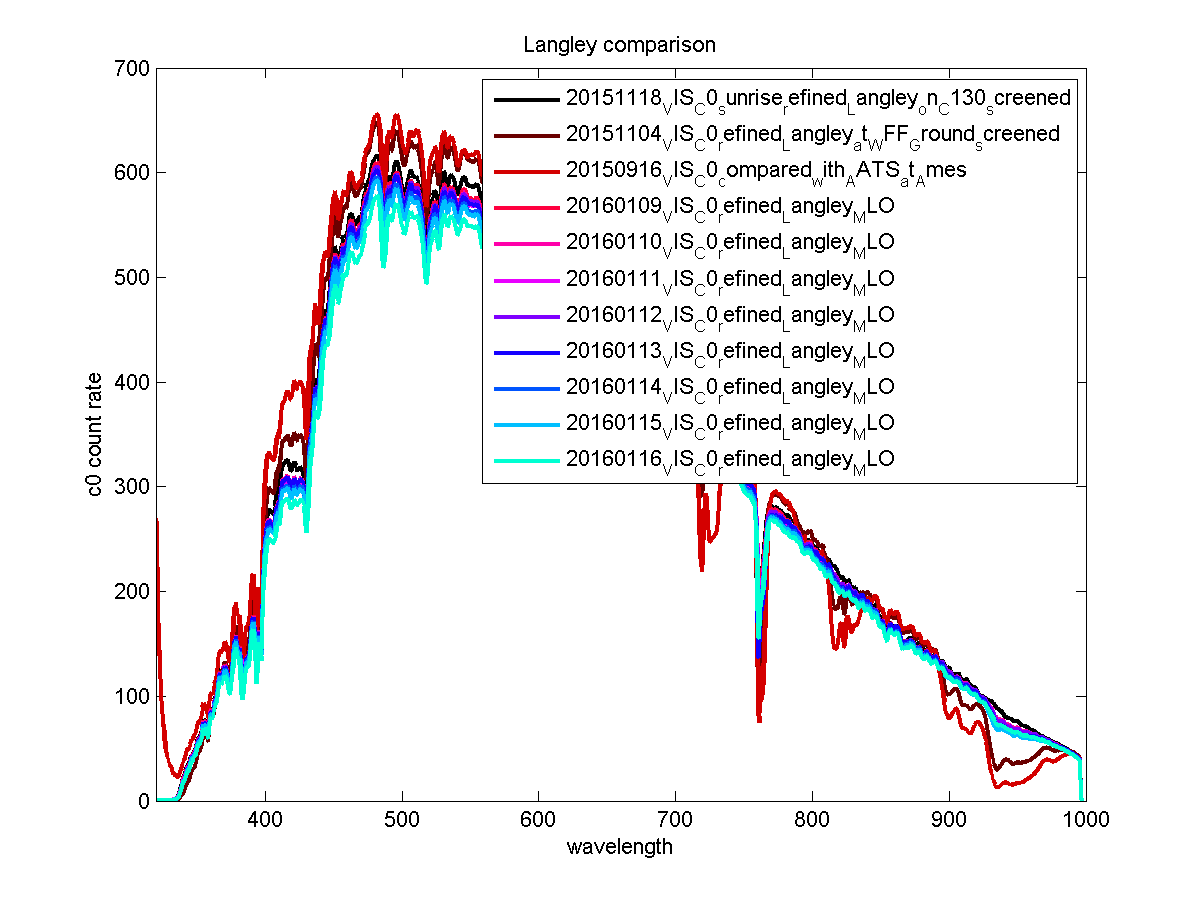 Langley comparison
700
600
500
400
300
200
100
0
c0 count rate
20151118VISC0sunriserefinedLangleyonC130screened
20151104VISC0refinedLangleyatWFFGroundscreened
20150916VISC0comparedwithAATSatAmes
20160109VISC0refinedLangleyMLO
20160110VISC0refinedLangleyMLO
20160111VISC0refinedLangleyMLO
20160112VISC0refinedLangleyMLO
20160113VISC0refinedLangleyMLO
20160114VISC0refinedLangleyMLO
20160115VISC0refinedLangleyMLO
20160116VISC0refinedLangleyMLO
400 500 600 700 800 900 1000
wavelength